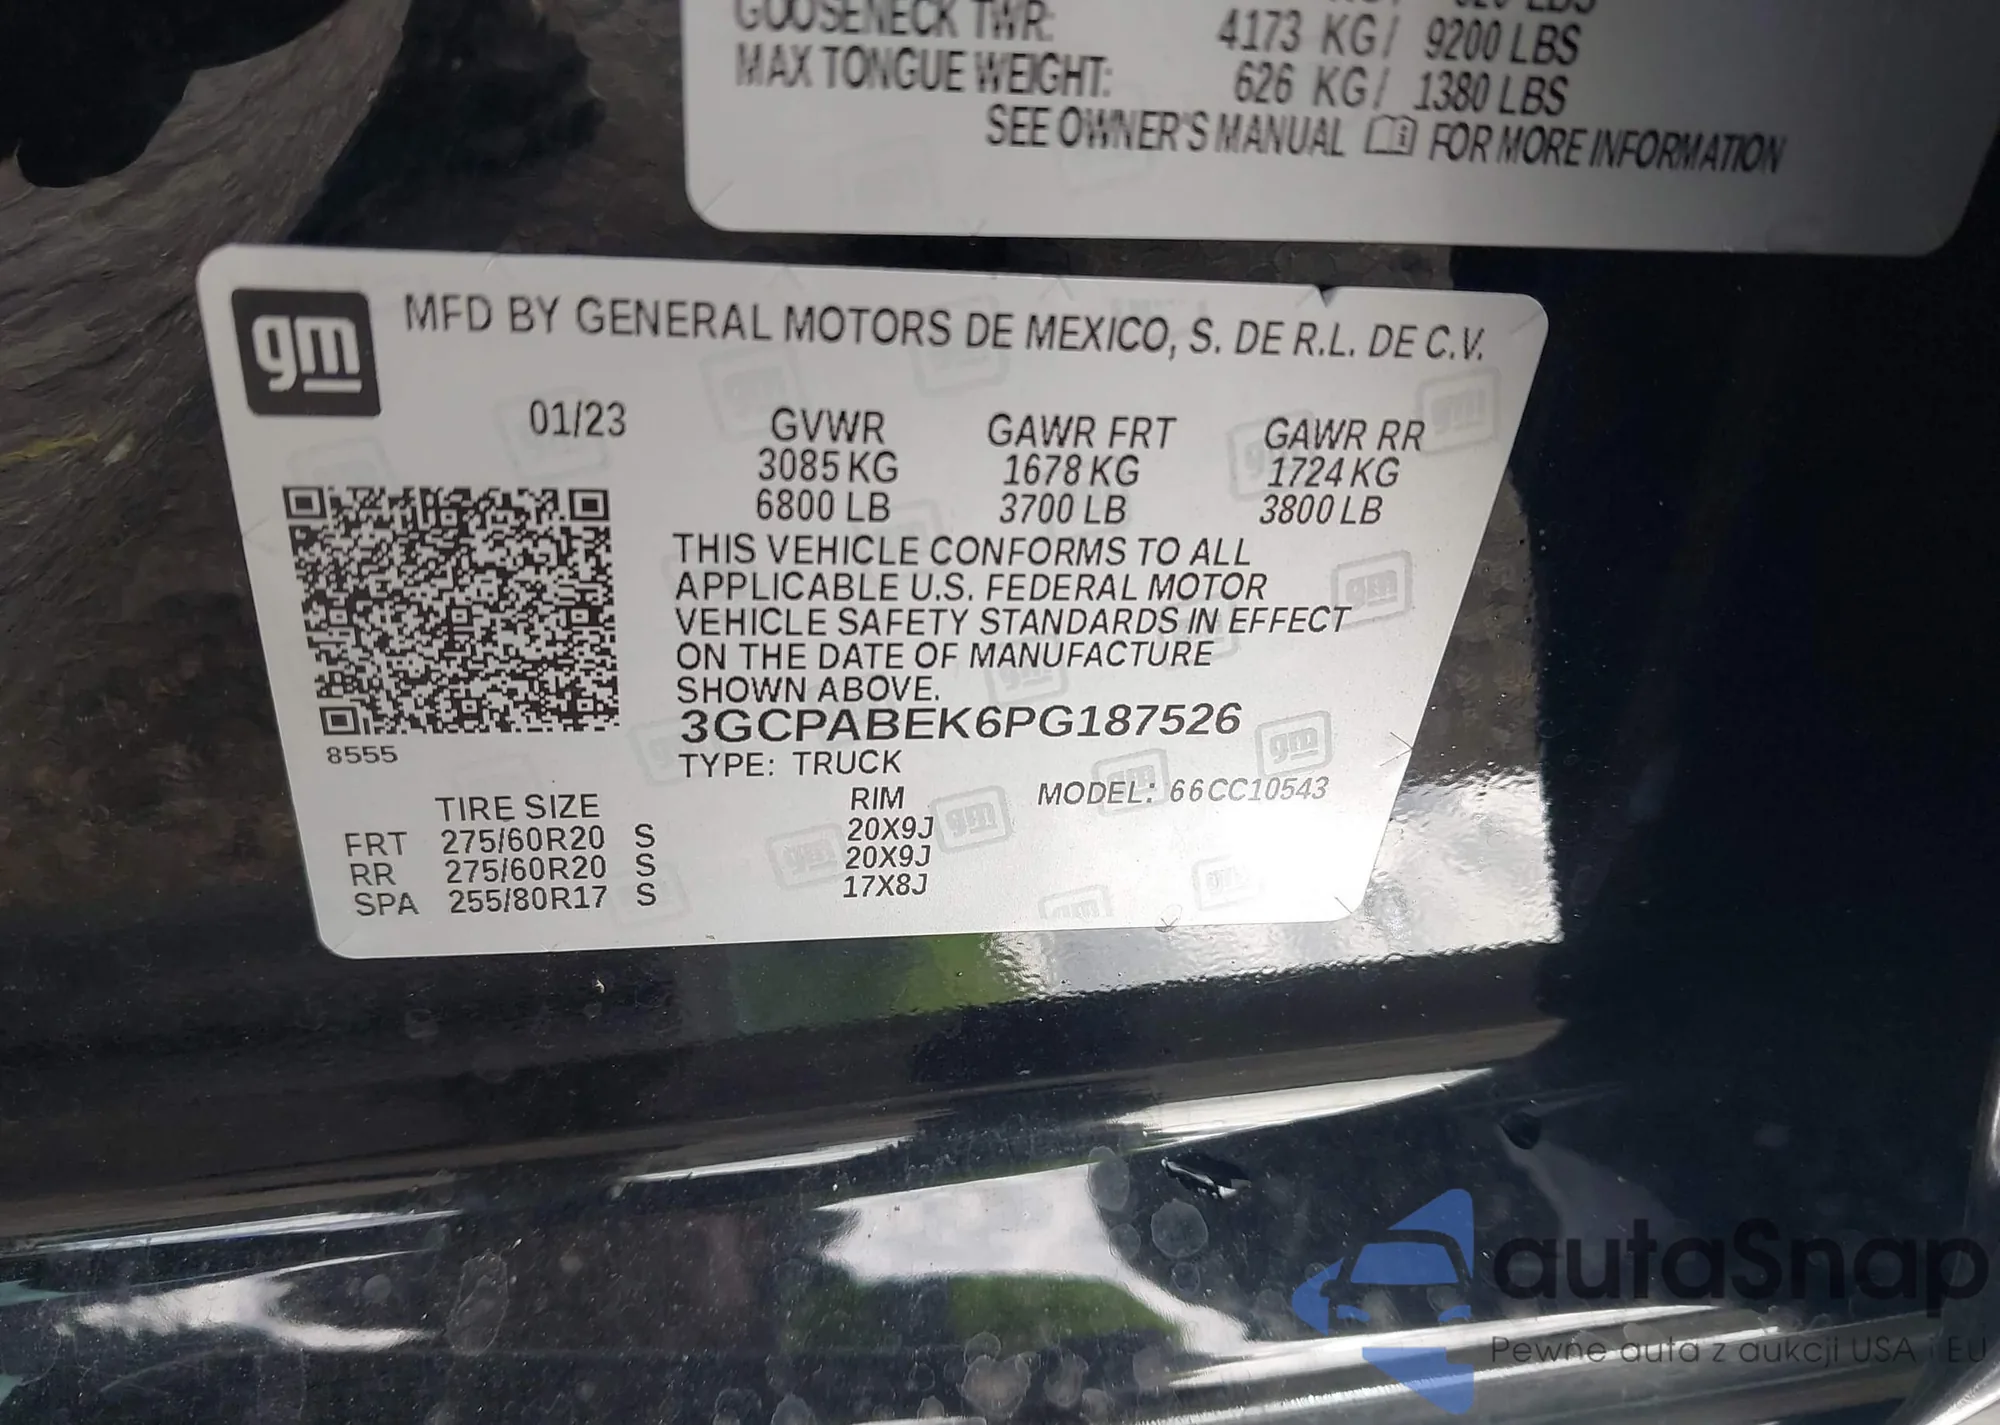 GOOSENECK TWR: 4173 KG/ 9200 LBS
MAX TONGUE WEIGHT: 626 KG/ 1380 LBS
SEE OWNER'S MANUAL FOR MORE INFORMATION
gm
MFD BY GENERAL MOTORS DE MEXICO, S. DE R.L. DE C.V.
01/23 GVWR GAWR FRT GAWR RR
3085 KG 1678 KG 1724 KG
6800 LB 3700 LB 3800 LB
THIS VEHICLE CONFORMS TO ALL
APPLICABLE U.S. FEDERAL MOTOR
VEHICLE SAFETY STANDARDS IN EFFECT
ON THE DATE OF MANUFACTURE
SHOWN ABOVE.
3GCPABEK6PG187526
8555
TYPE: TRUCK
MODEL: 66CC10543
TIRE SIZE RIM
FRT 275/60R20 S 20X9J
RR 275/60R20 S 20X9J
SPA 255/80R17 S 17X8J
autaSnap
Pewne auta z aukcji USA i EU